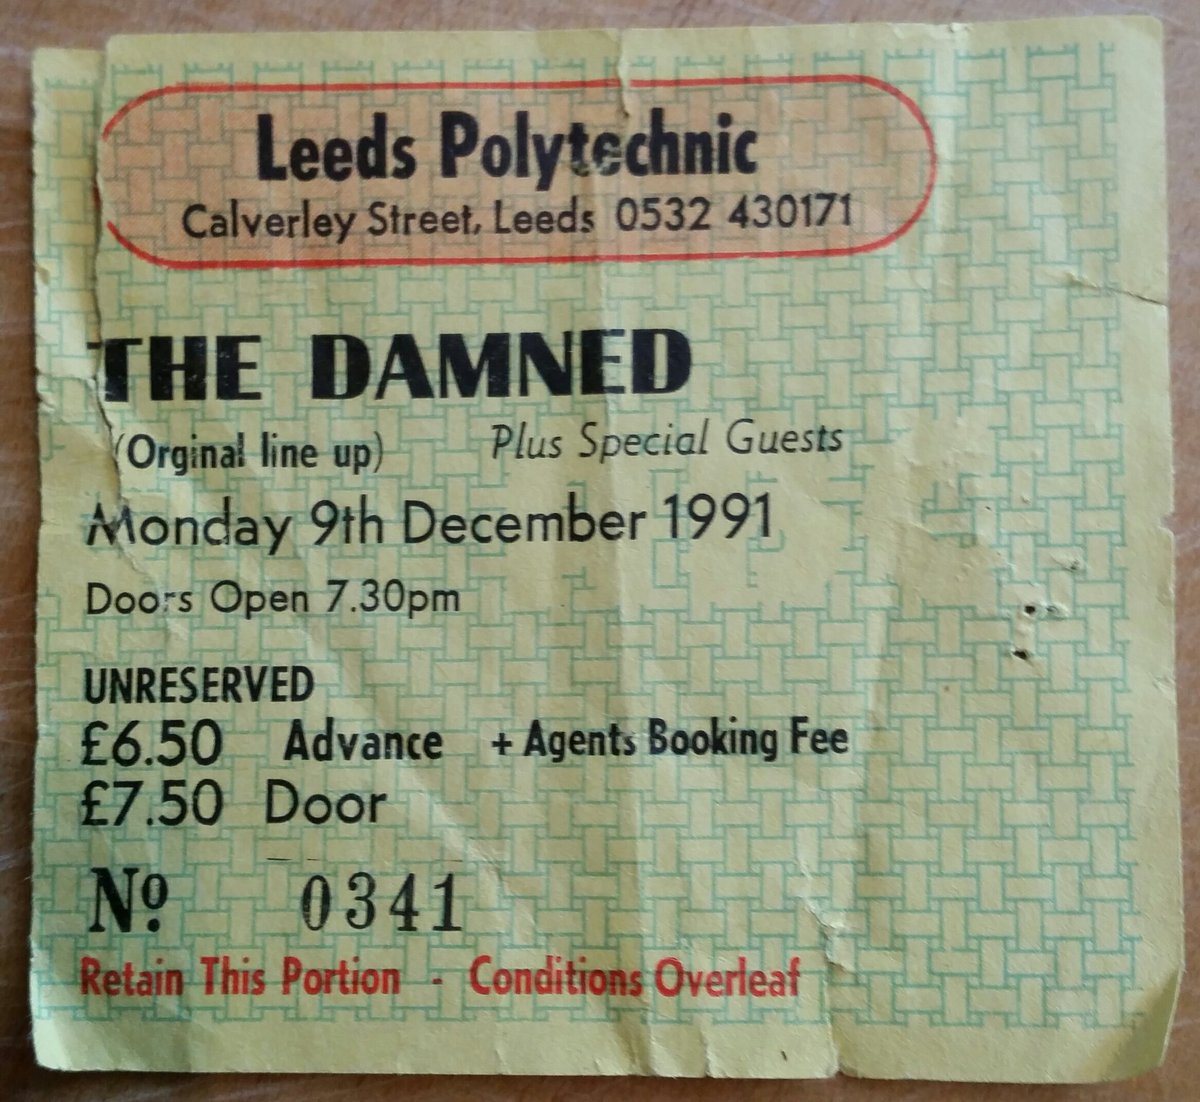 Leeds Polytechnic
Calverley Street, Leeds 0532 430171
THE DAMNED
(Orginal line up) Plus Special Guests
Monday 9th December 1991
Doors Open 7.30pm
UNRESERVED
£6.50 Advance + Agents Booking Fee
£7.50 Door
Nº 0341
Retain This Portion - Conditions Overleaf